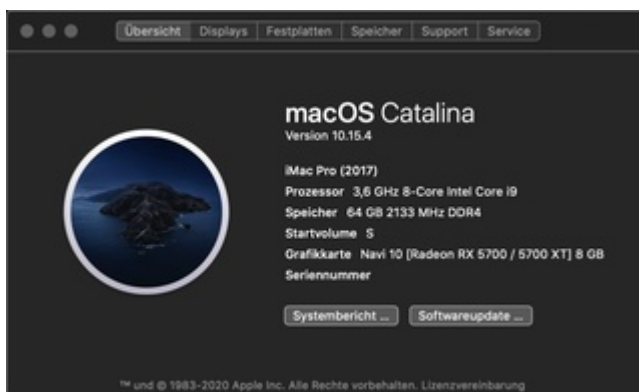 Übersicht Displays Festplatten Speicher Support Service
macOS Catalina
Version 10.15.4
iMac Pro (2017)
Prozessor 3,6 GHz 8-Core Intel Core i9
Speicher 64 GB 2133 MHz DDR4
Startvolume S
Grafikkarte Navi 10 [Radeon RX 5700 / 5700 XT] 8 GB
Seriennummer
Systembericht ... Softwareupdate ...
™ und © 1983-2020 Apple Inc. Alle Rechte vorbehalten. Lizenzvereinbarung